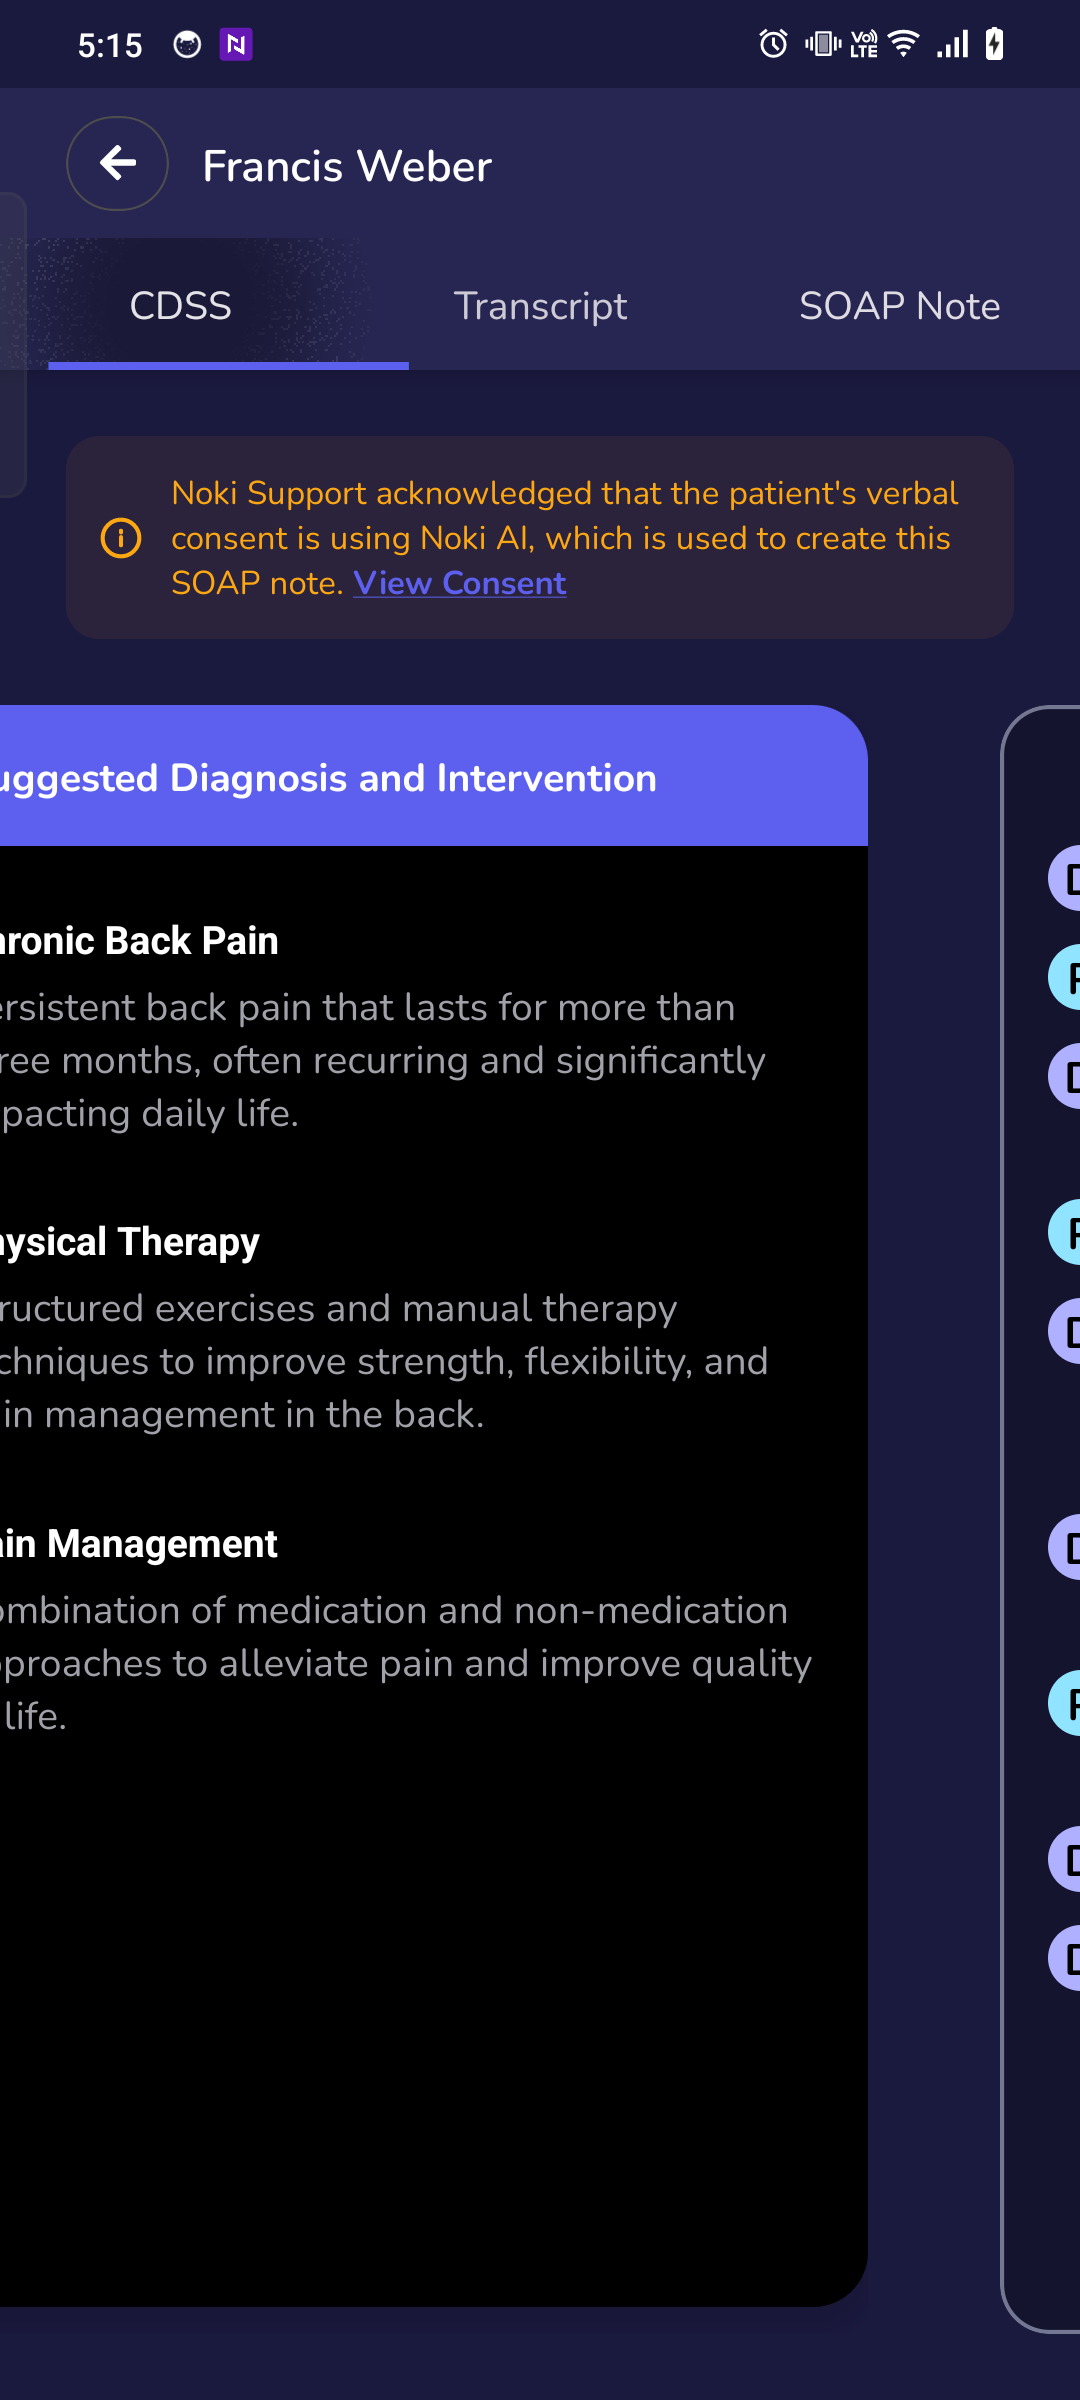 5:15
VoLTE
Francis Weber
CDSS
Transcript
SOAP Note
Noki Support acknowledged that the patient's verbal
consent is using Noki AI, which is used to create this
SOAP note. View Consent
uggested Diagnosis and Intervention
ronic Back Pain
ersistent back pain that lasts for more than
ree months, often recurring and significantly
pacting daily life.
ysical Therapy
ructured exercises and manual therapy
chniques to improve strength, flexibility, and
in management in the back.
ain Management
ombination of medication and non-medication
proaches to alleviate pain and improve quality
life.